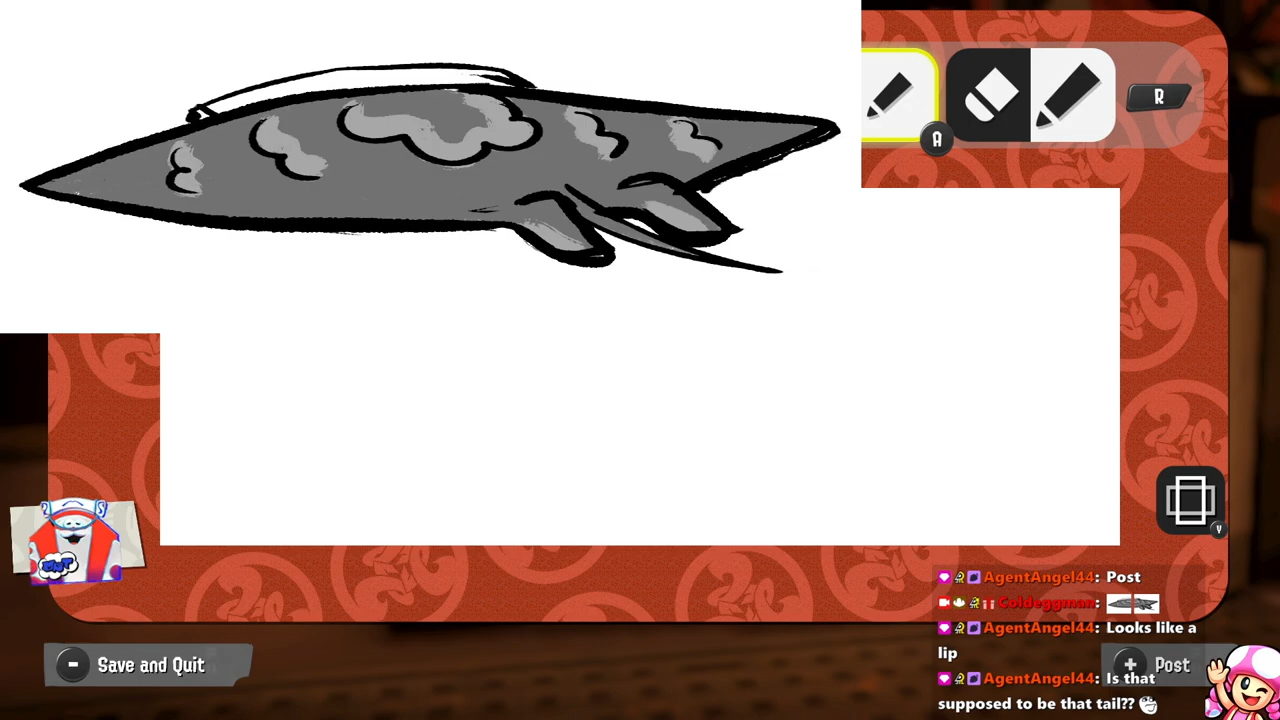 A
R
Y
Save and Quit
Post
AgentAngel44: Post
Coldeggman:
AgentAngel44: Looks like a
lip
AgentAngel44: Is that
supposed to be that tail??